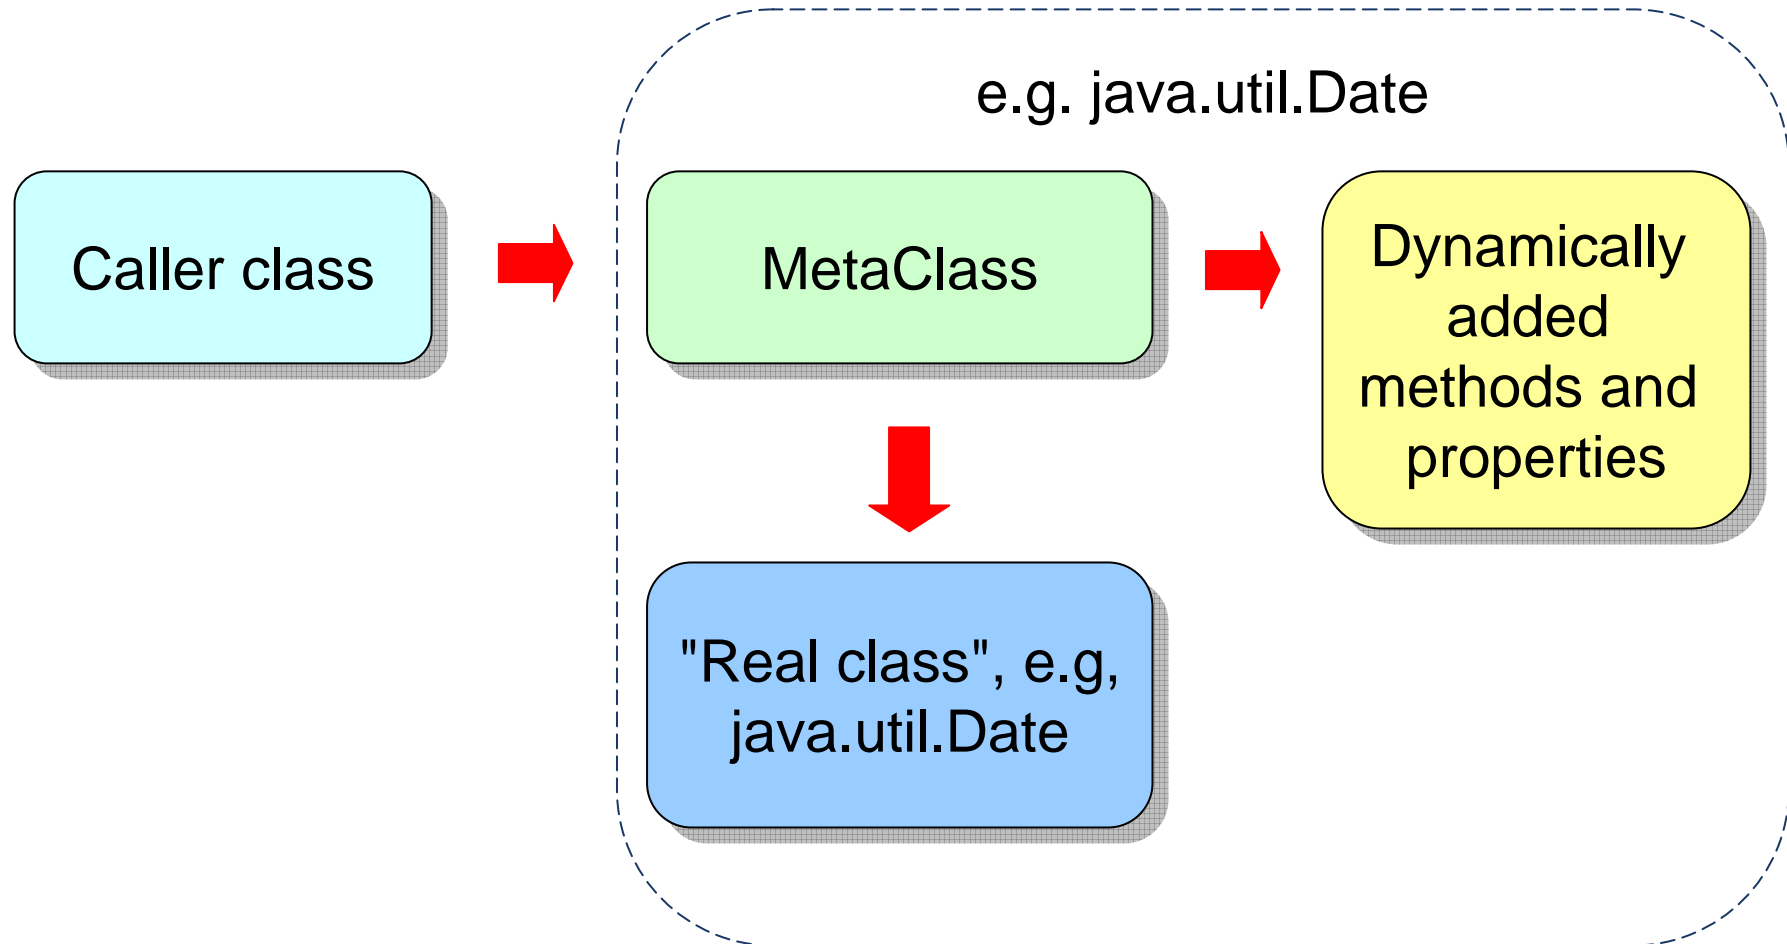 e.g. java.util.Date
Caller class
MetaClass
Dynamically
added
methods and
properties
"Real class", e.g,
java.util.Date